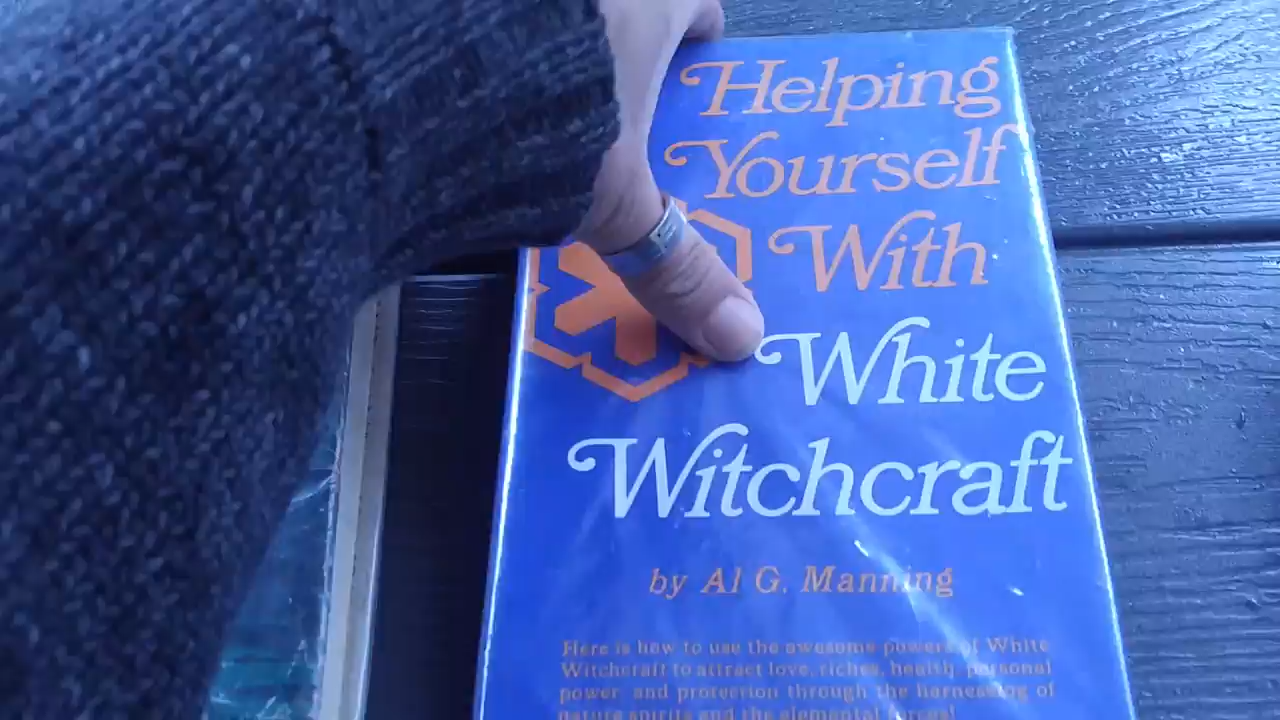 Helping
Yourself
With
White
Witchcraft
by Al G. Manning
Here is how to use the awesome powers of White
Witchcraft to attract love, riches, health, personal
power, and protection through the harnessing of
nature spirits and the elemental forces!